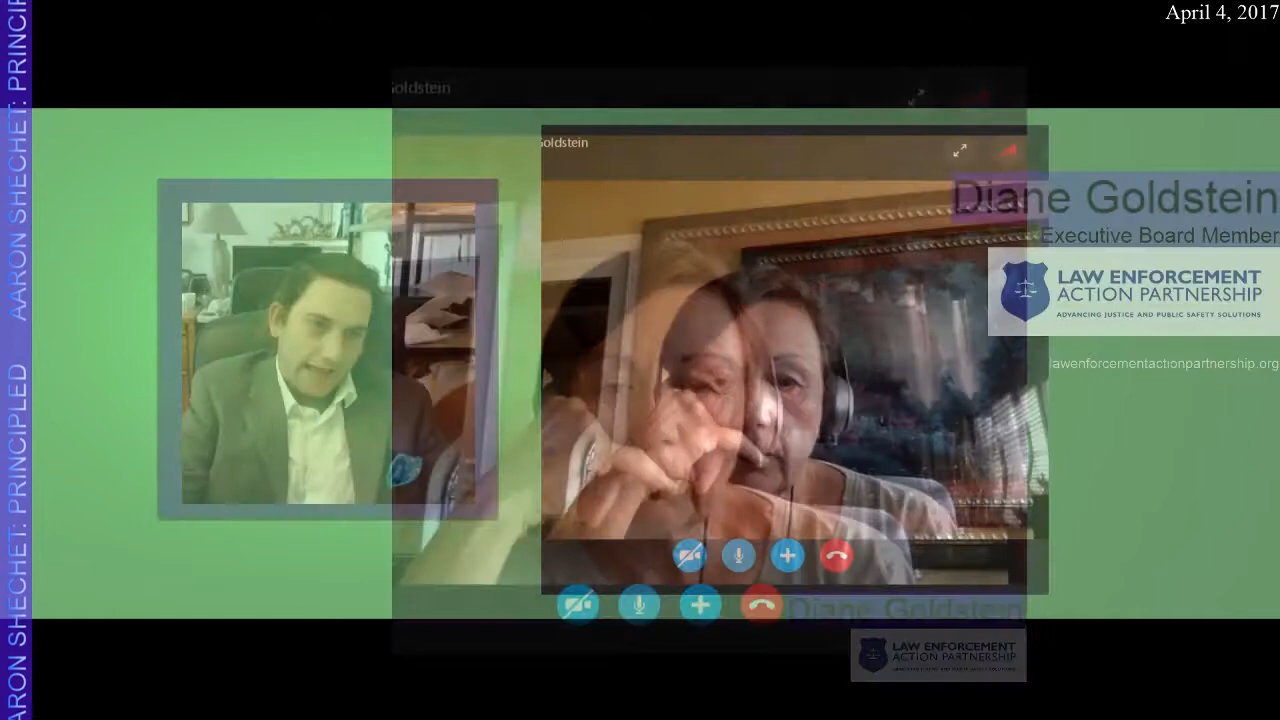 April 4, 2017
AARON SHECHET: PRINCIPLED
AARON SHECHET: PRINCI
Goldstein
Goldstein
Diane Goldstein
Executive Board Member
LAW ENFORCEMENT
ACTION PARTNERSHIP
ADVANCING JUSTICE AND PUBLIC SAFETY SOLUTIONS
lawenforcementactionpartnership.org
Diane Goldstein
LAW ENFORCEMENT
ACTION PARTNERSHIP